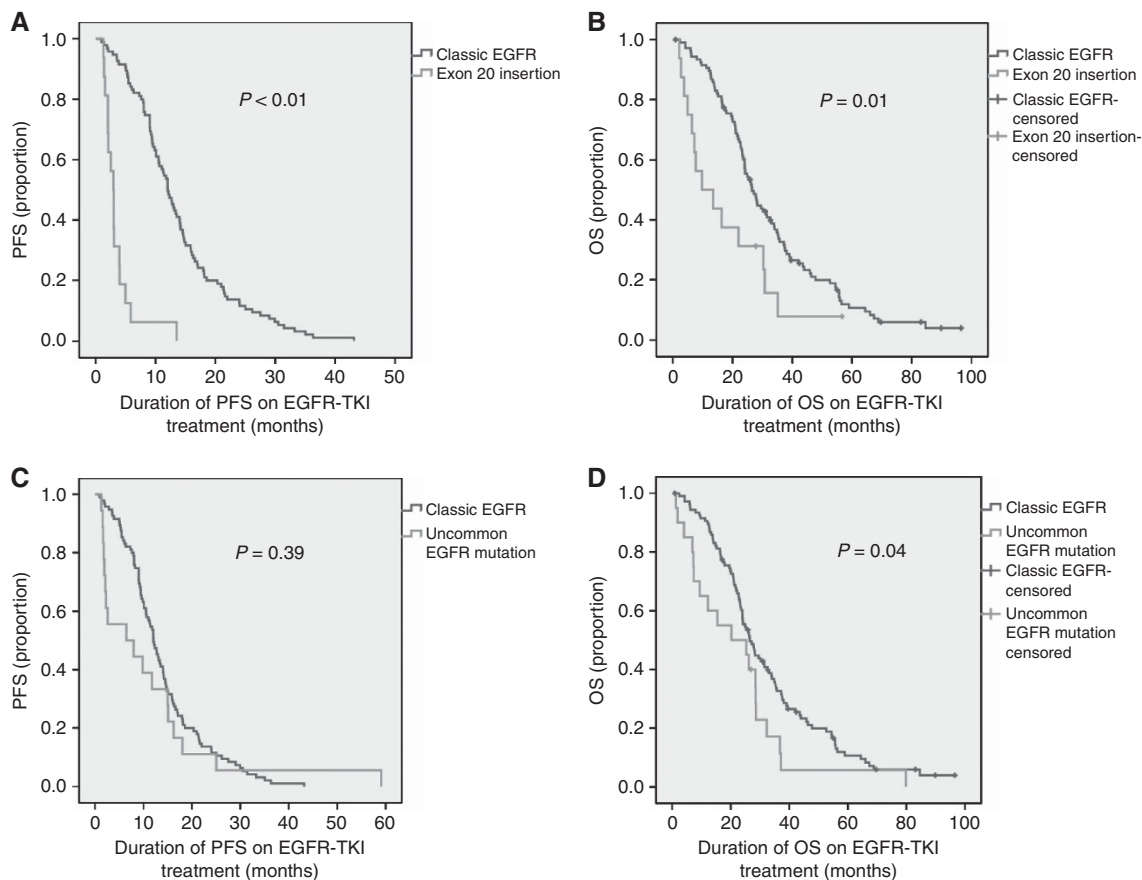 A
PFS (proportion)
1.0
0.8
0.6
0.4
0.2
0.0
0 10 20 30 40 50
Duration of PFS on EGFR-TKI
treatment (months)
P < 0.01
Classic EGFR
Exon 20 insertion
B
OS (proportion)
1.0
0.8
0.6
0.4
0.2
0.0
0 20 40 60 80 100
Duration of OS on EGFR-TKI
treatment (months)
P = 0.01
Classic EGFR
Exon 20 insertion
Classic EGFR-
censored
Exon 20 insertion-
censored
C
PFS (proportion)
1.0
0.8
0.6
0.4
0.2
0.0
0 10 20 30 40 50 60
Duration of PFS on EGFR-TKI
treatment (months)
P = 0.39
Classic EGFR
Uncommon
EGFR mutation
D
OS (proportion)
1.0
0.8
0.6
0.4
0.2
0.0
0 20 40 60 80 100
Duration of OS on EGFR-TKI
treatment (months)
P = 0.04
Classic EGFR
Uncommon
EGFR mutation
Classic EGFR-
censored
Uncommon
EGFR mutation
censored